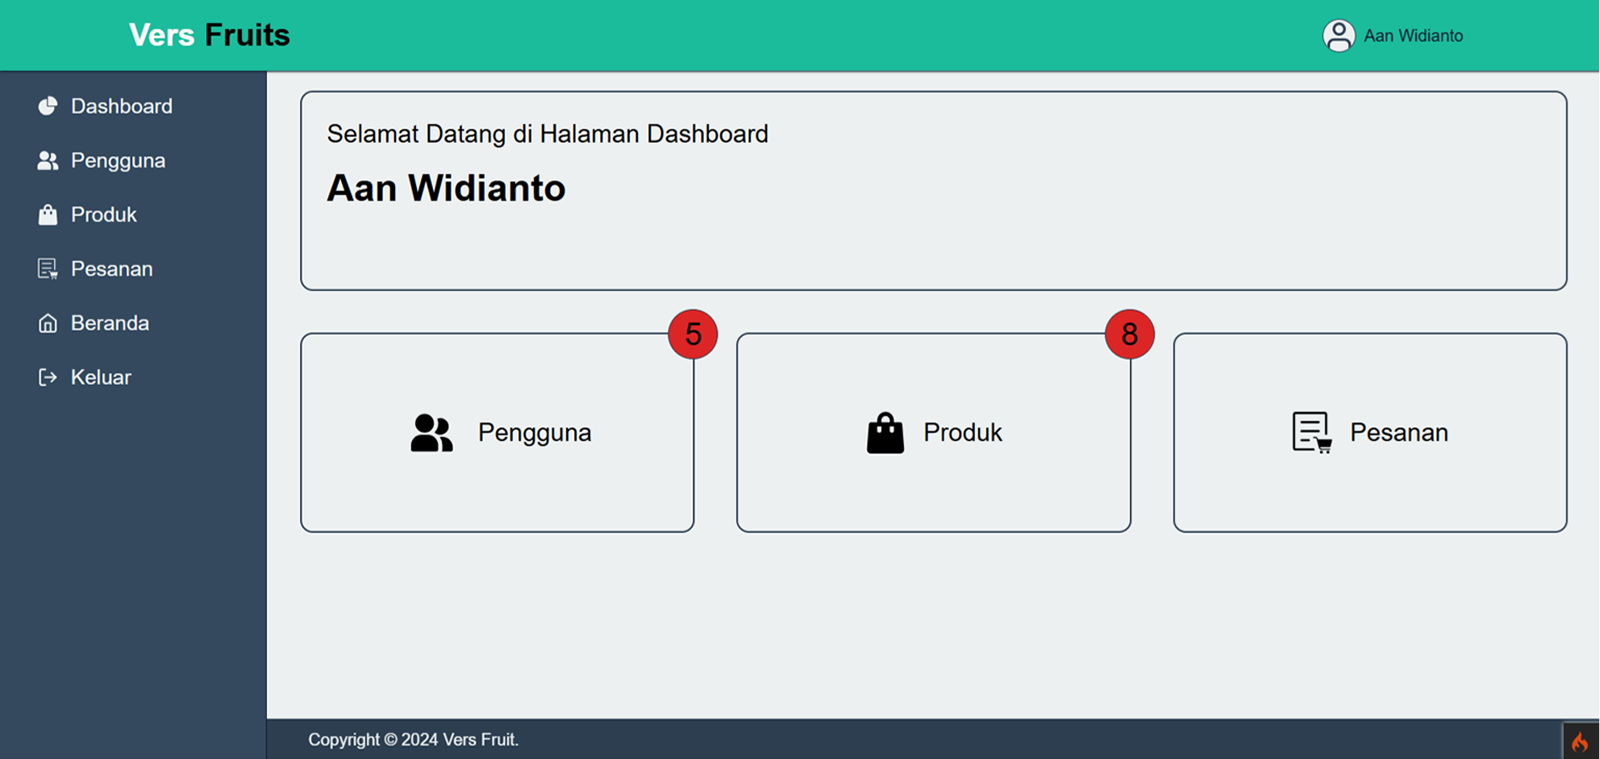 Vers Fruits
Aan Widianto
Dashboard
Pengguna
Produk
Pesanan
Beranda
Keluar
Selamat Datang di Halaman Dashboard
Aan Widianto
5
Pengguna
8
Produk
Pesanan
Copyright © 2024 Vers Fruit.